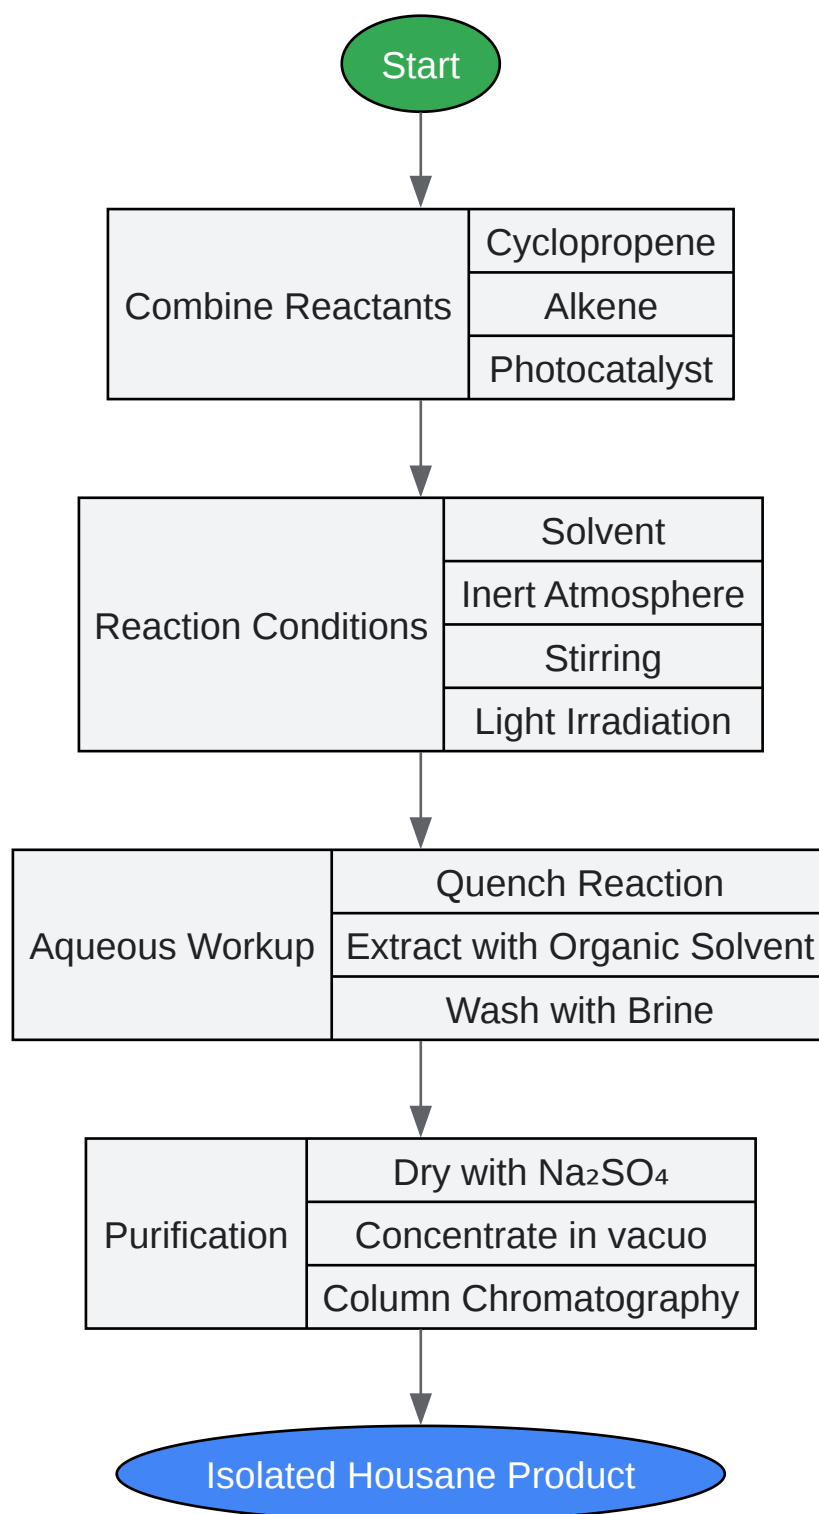 Start
Combine Reactants
Cyclopropene
Alkene
Photocatalyst
Reaction Conditions
Solvent
Inert Atmosphere
Stirring
Light Irradiation
Aqueous Workup
Quench Reaction
Extract with Organic Solvent
Wash with Brine
Purification
Dry with Na₂SO₄
Concentrate in vacuo
Column Chromatography
Isolated Housane Product